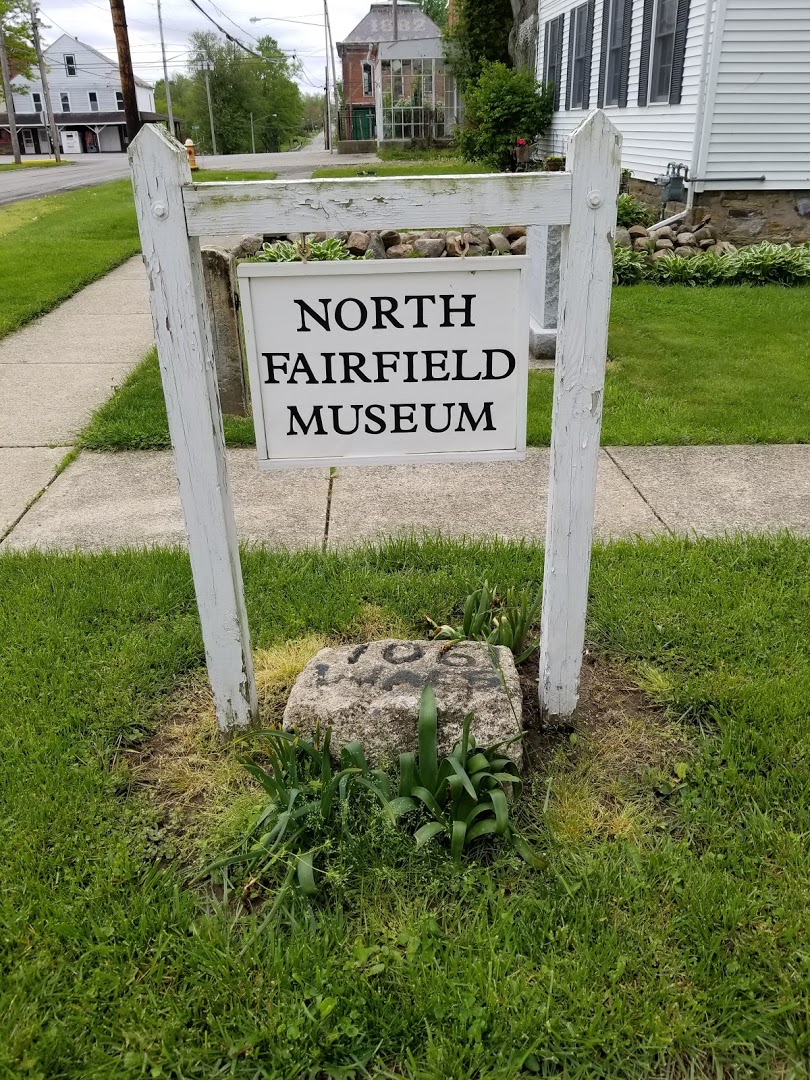 NORTH
FAIRFIELD
MUSEUM
106